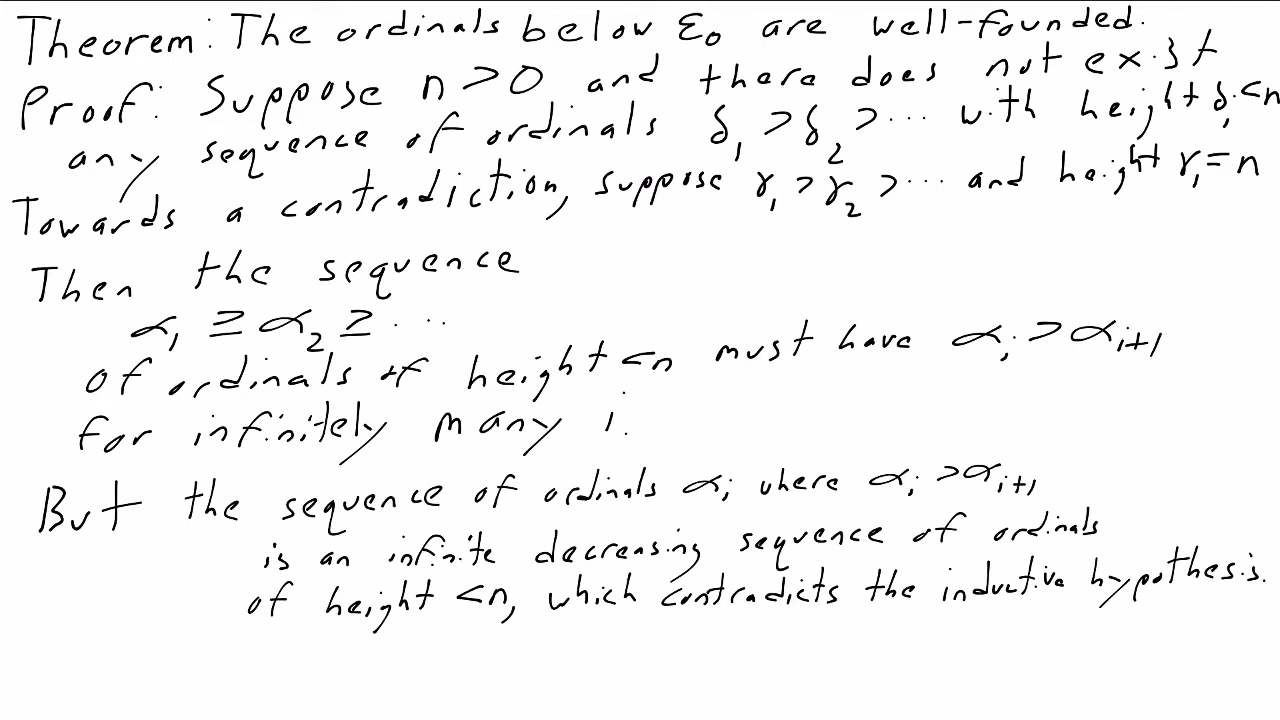 Theorem: The ordinals below ε₀ are well-founded.
Proof: Suppose n > 0 and there does not exist
any sequence of ordinals δ₁ > δ₂ > ... with height δᵢ < n
Towards a contradiction, suppose γ₁ > γ₂ > ... and height γ₁ = n
Then the sequence
α₁ ≥ α₂ ≥ ...
of ordinals of height < n must have αᵢ > αᵢ₊₁
for infinitely many i.
But the sequence of ordinals αᵢ where αᵢ > αᵢ₊₁
is an infinite decreasing sequence of ordinals
of height < n, which contradicts the inductive hypothesis.